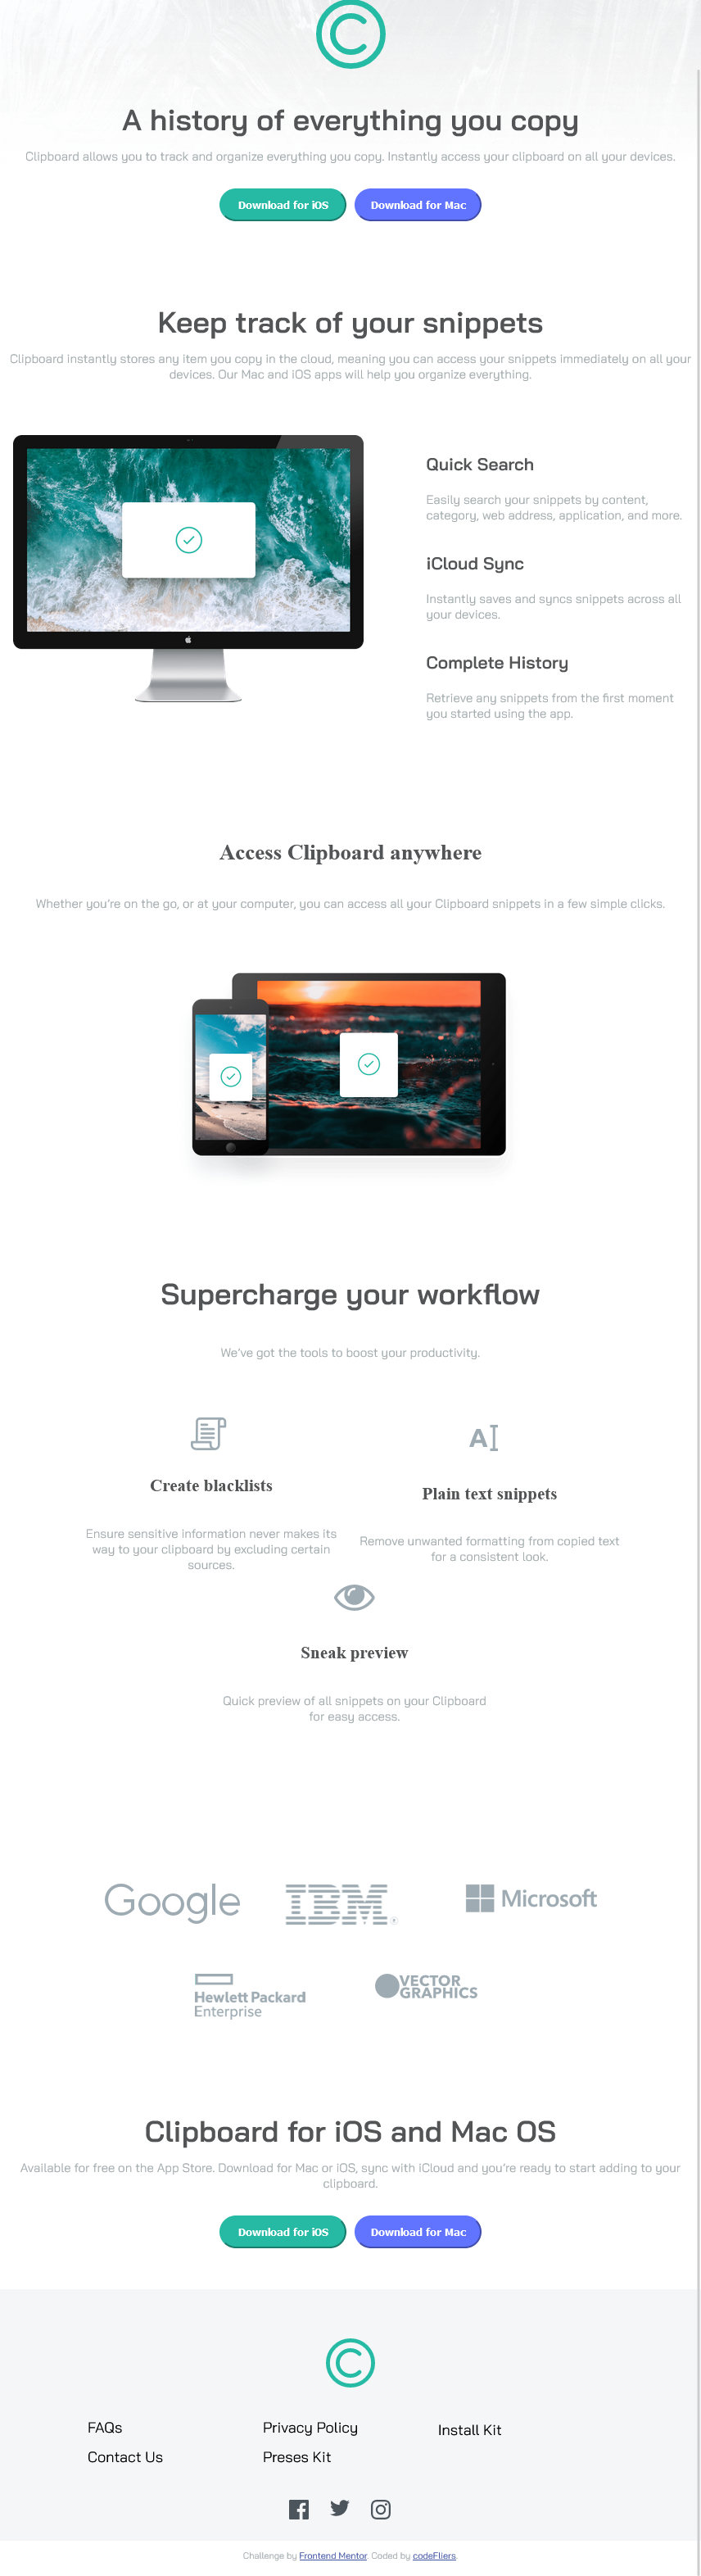 A history of everything you copy
Clipboard allows you to track and organize everything you copy. Instantly access your clipboard on all your devices.
Download for iOS
Download for Mac
Keep track of your snippets
Clipboard instantly stores any item you copy in the cloud, meaning you can access your snippets immediately on all your
devices. Our Mac and iOS apps will help you organize everything.
Quick Search
Easily search your snippets by content,
category, web address, application, and more.
iCloud Sync
Instantly saves and syncs snippets across all
your devices.
Complete History
Retrieve any snippets from the first moment
you started using the app.
Access Clipboard anywhere
Whether you're on the go, or at your computer, you can access all your Clipboard snippets in a few simple clicks.
Supercharge your workflow
We've got the tools to boost your productivity.
Create blacklists
Ensure sensitive information never makes its
way to your clipboard by excluding certain
sources.
A
Plain text snippets
Remove unwanted formatting from copied text
for a consistent look.
Sneak preview
Quick preview of all snippets on your Clipboard
for easy access.
Google
IBM
Microsoft
Hewlett Packard
Enterprise
VECTOR
GRAPHICS
Clipboard for iOS and Mac OS
Available for free on the App Store. Download for Mac or iOS, sync with iCloud and you're ready to start adding to your
clipboard.
Download for iOS
Download for Mac
FAQs
Contact Us
Privacy Policy
Preses Kit
Install Kit
Challenge by Frontend Mentor. Coded by codeFliers.